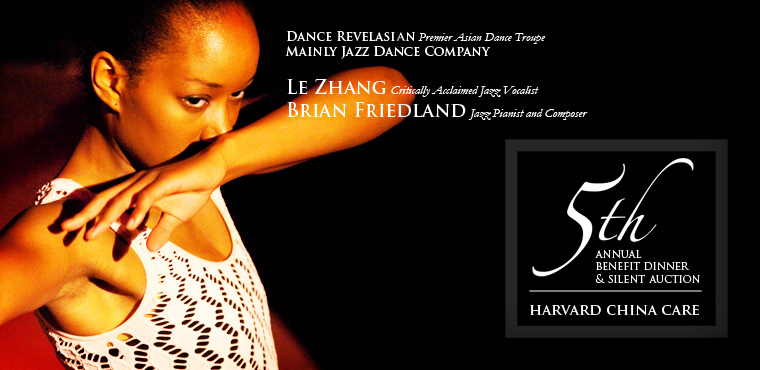 DANCE REVELASIAN Premier Asian Dance Troupe
MAINLY JAZZ DANCE COMPANY
LE ZHANG Critically Acclaimed Jazz Vocalist
BRIAN FRIEDLAND Jazz Pianist and Composer
5th
ANNUAL
BENEFIT DINNER
& SILENT AUCTION
HARVARD CHINA CARE